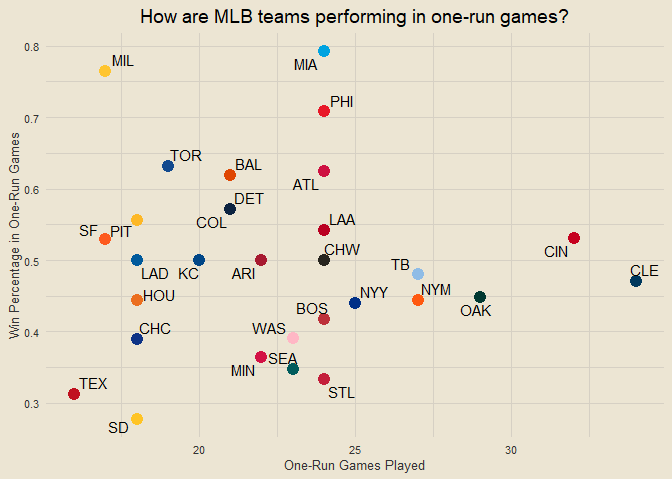 How are MLB teams performing in one-run games?
Win Percentage in One-Run Games
0.8
0.7
0.6
0.5
0.4
0.3
MIL
MIA
PHI
TOR
BAL
ATL
DET
COL
SF
PIT
LAA
CHW
CIN
LAD
KC
ARI
TB
CLE
HOU
NYY
NYM
OAK
BOS
CHC
WAS
MIN
SEA
TEX
STL
SD
20
25
30
One-Run Games Played